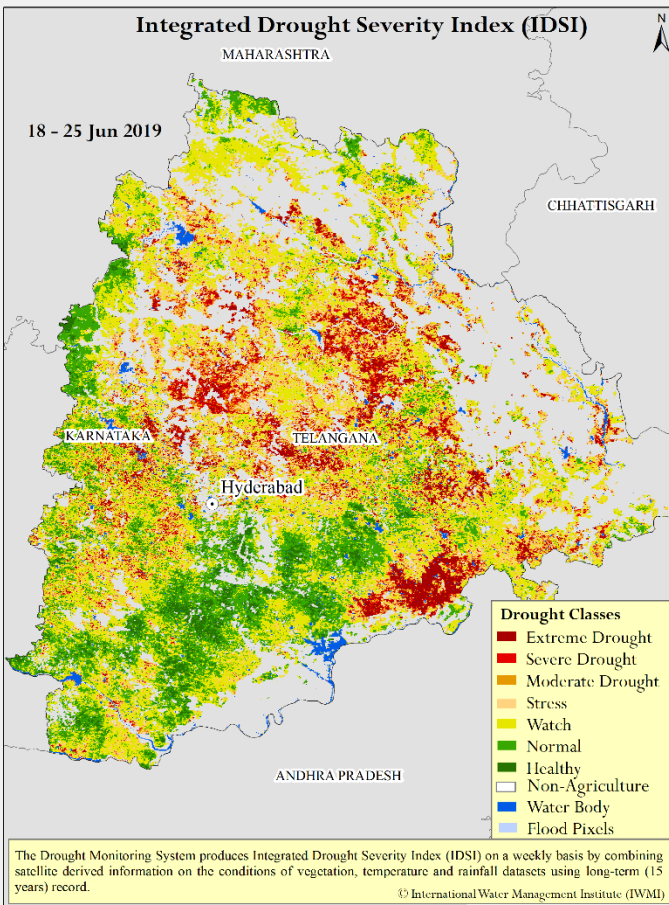 Integrated Drought Severity Index (IDSI)
N
MAHARASHTRA
18 - 25 Jun 2019
CHHATTISGARH
KARNATAKA
TELANGANA
Hyderabad
ANDHRA PRADESH
Drought Classes
Extreme Drought
Severe Drought
Moderate Drought
Stress
Watch
Normal
Healthy
Non-Agriculture
Water Body
Flood Pixels
The Drought Monitoring System produces Integrated Drought Severity Index (IDSI) on a weekly basis by combining
satellite derived information on the conditions of vegetation, temperature and rainfall datasets using long-term (15
years) record.
© International Water Management Institute (IWMI)